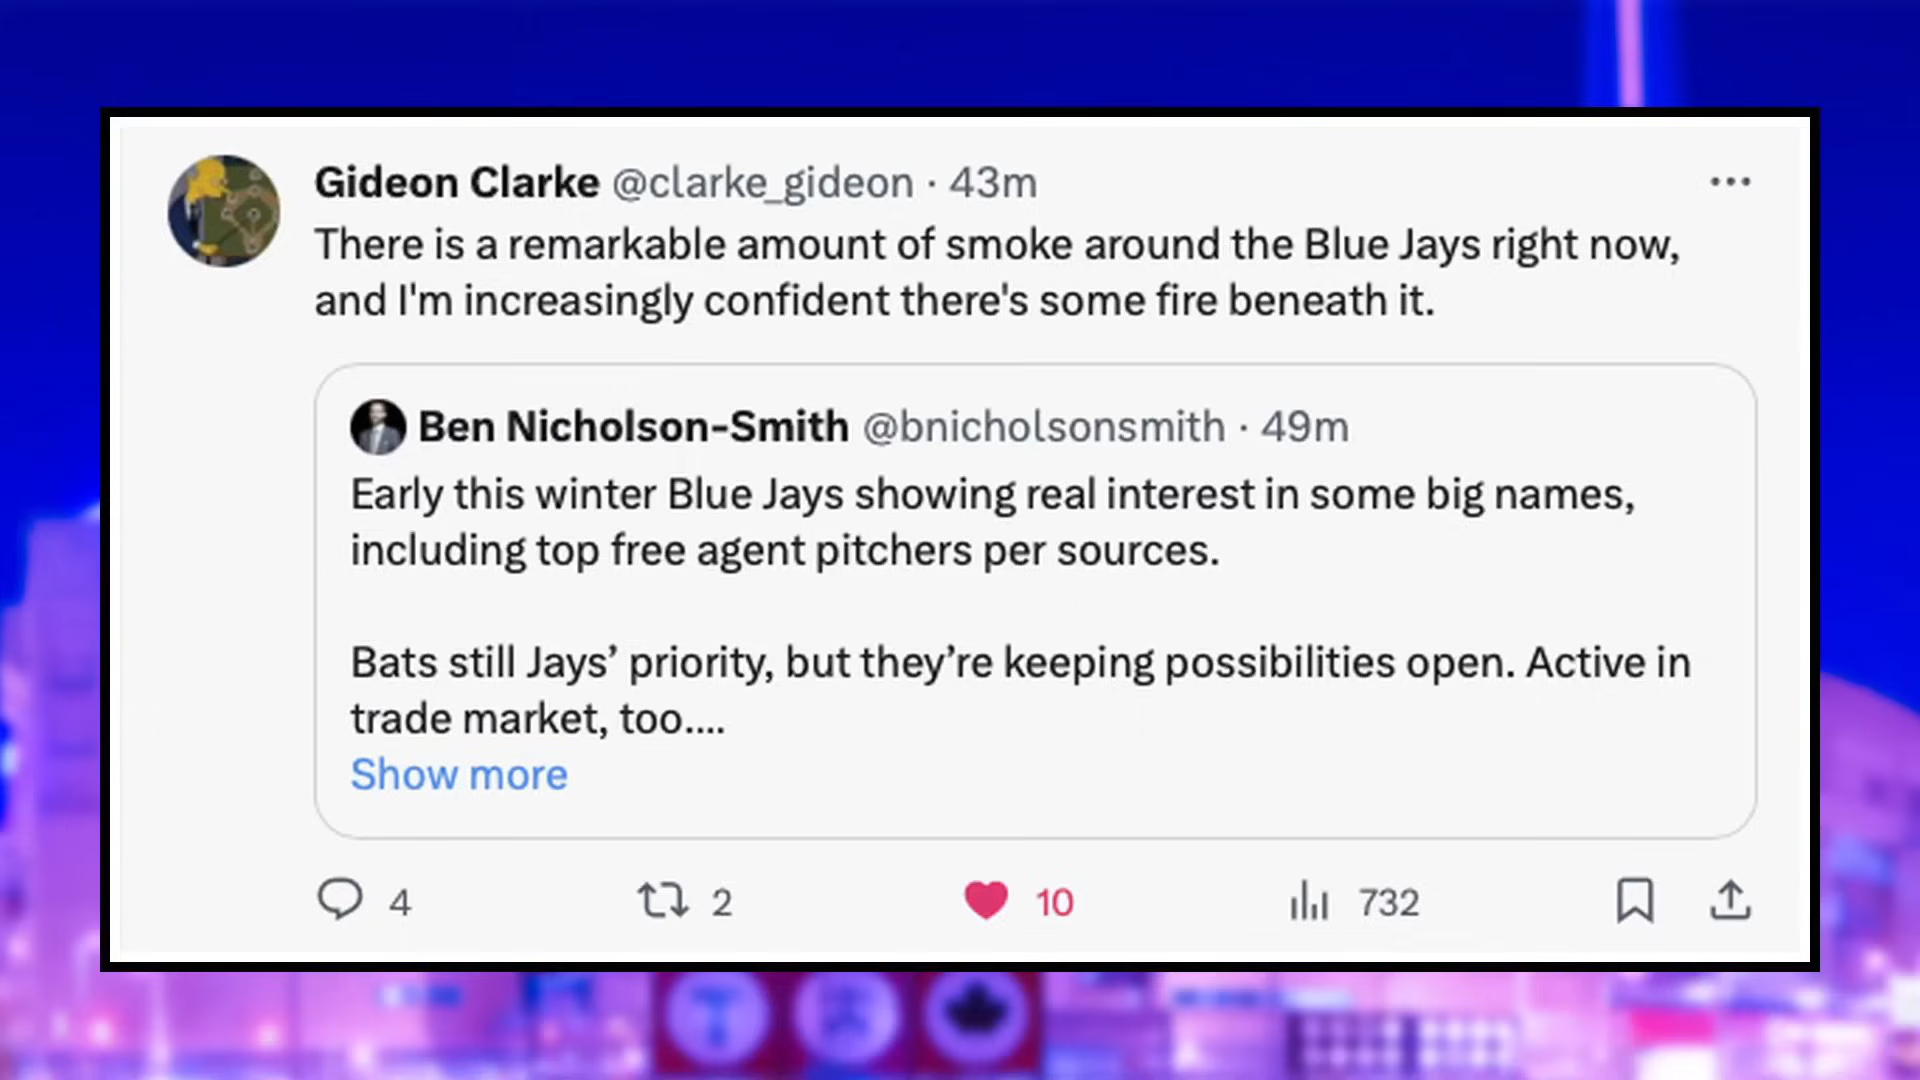 Gideon Clarke @clarke_gideon · 43m
There is a remarkable amount of smoke around the Blue Jays right now,
and I'm increasingly confident there's some fire beneath it.
Ben Nicholson-Smith @bnicholsonsmith · 49m
Early this winter Blue Jays showing real interest in some big names,
including top free agent pitchers per sources.
Bats still Jays’ priority, but they’re keeping possibilities open. Active in
trade market, too....
Show more
4 2 10 732